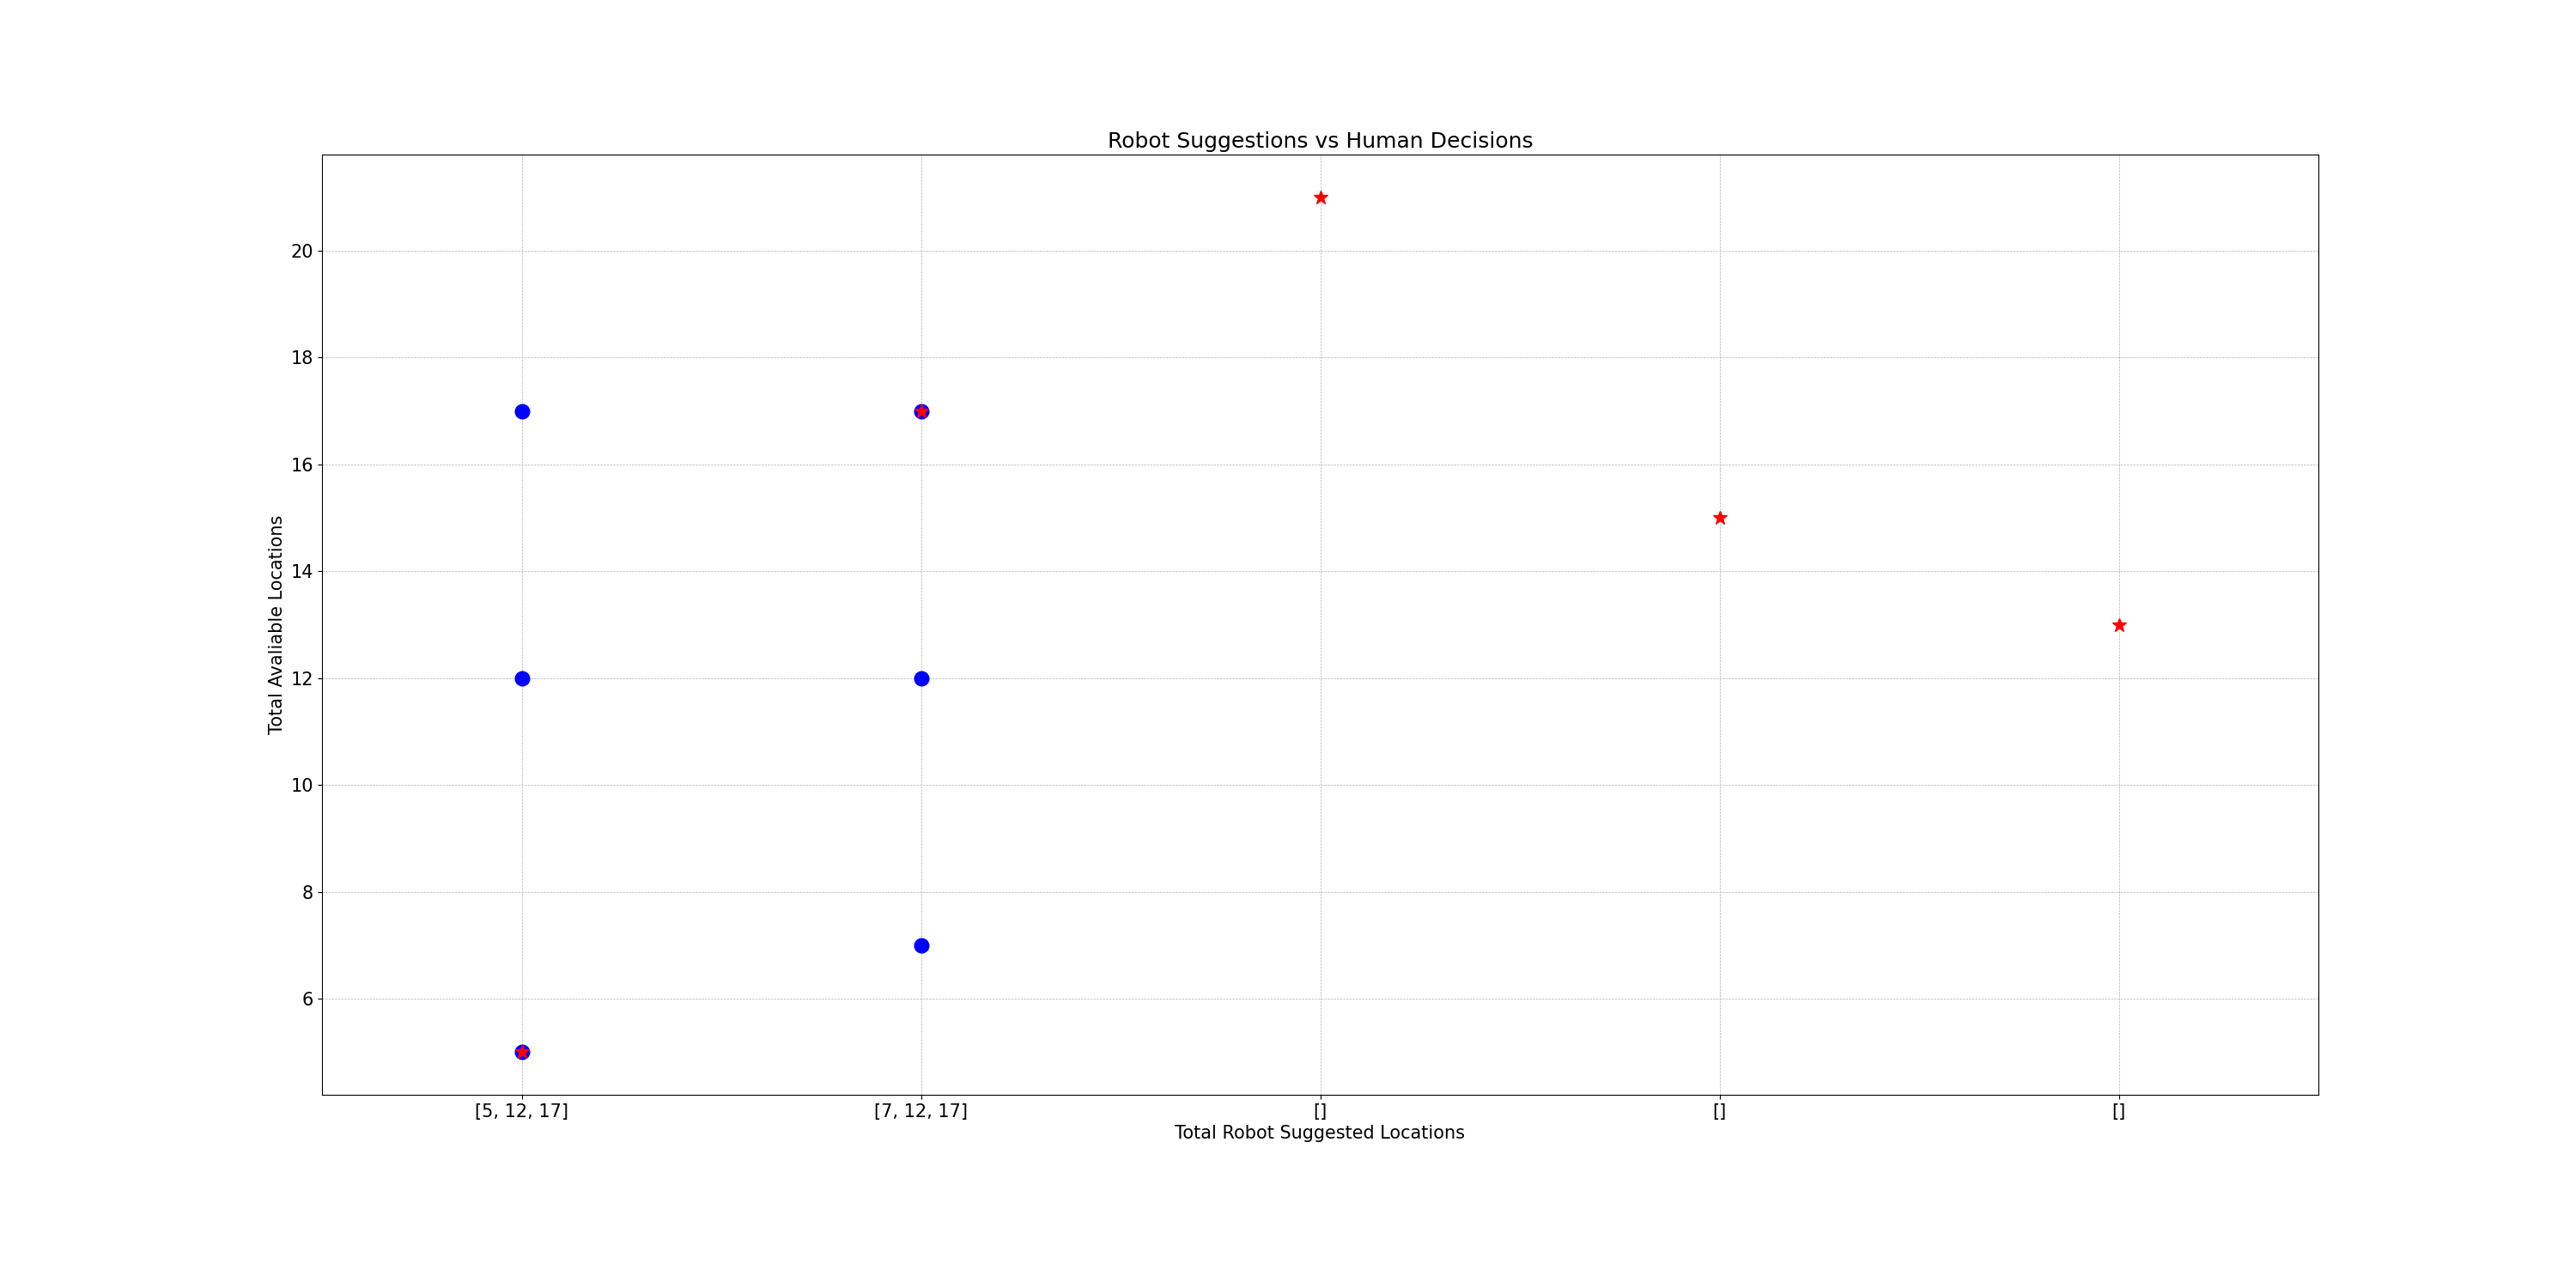 Robot Suggestions vs Human Decisions
Total Avaliable Locations
20
18
16
14
12
10
8
6
[5, 12, 17] [7, 12, 17] [] [] []
Total Robot Suggested Locations